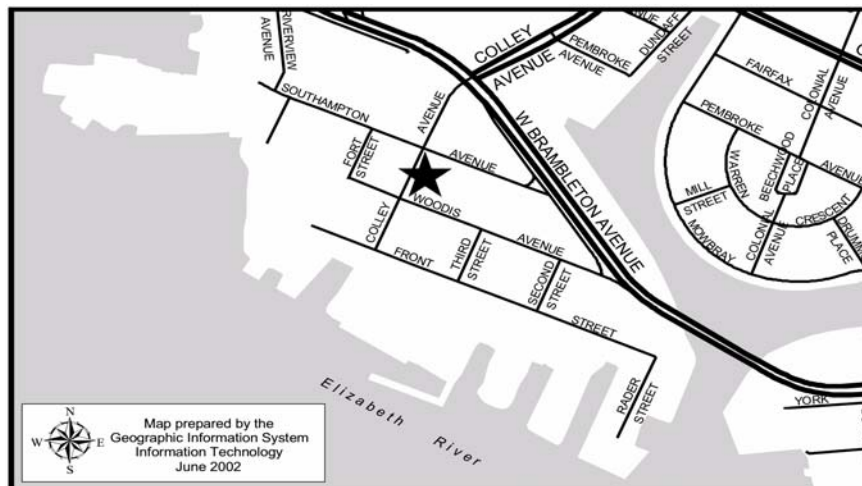 RIVERVIEW
AVENUE
COLLEY
AVENUE
PEMBROKE
AVENUE
DUNDAFF
STREET
FAIRFAX
COLONIAL
AVENUE
SOUTHAMPTON
AVENUE
AVENUE
W BRAMBLETON AVENUE
PEMBROKE
AVENUE
FORT
STREET
WARREN
CRESCENT
BEECHWOOD
PLACE
MILL
STREET
MOWBRAY
COLONIAL
AVENUE
DRUMM
PLACE
WOODIS
AVENUE
COLLEY
FRONT
STREET
THIRD
STREET
SECOND
STREET
RADER
STREET
YORK
Elizabeth
River
N
W
E
S
Map prepared by the
Geographic Information System
Information Technology
June 2002